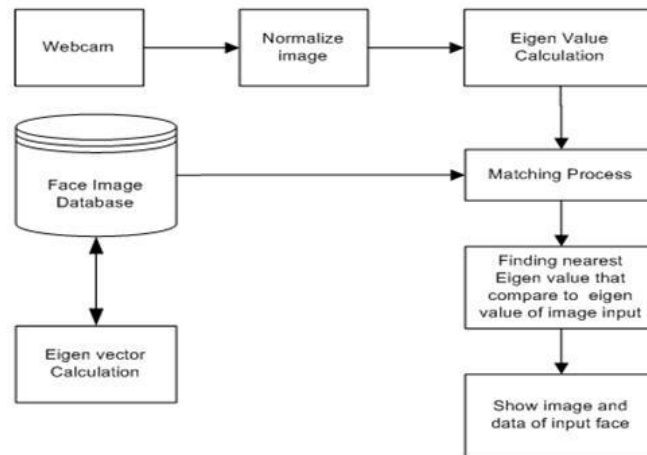 Webcam
Normalize
image
Eigen Value
Calculation
Face Image
Database
Matching Process
Finding nearest
Eigen value that
compare to eigen
value of image input
Eigen vector
Calculation
Show image and
data of input face